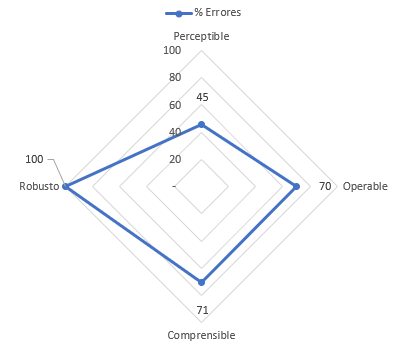 % Errores
Perceptible
100
80
45
60
40
100
20
Robusto
-
70
Operable
71
Comprensible